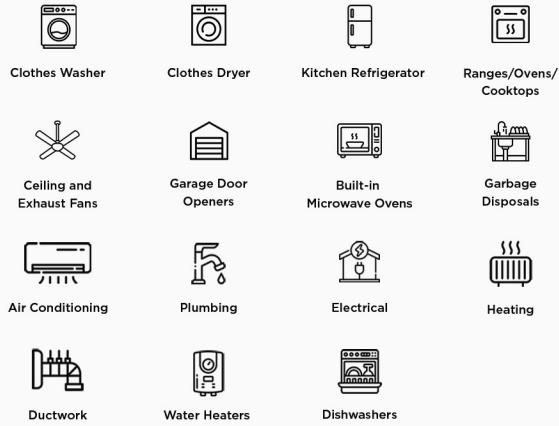 Clothes Washer
Clothes Dryer
Kitchen Refrigerator
Ranges/Ovens/
Cooktops
Ceiling and
Exhaust Fans
Garage Door
Openers
Built-in
Microwave Ovens
Garbage
Disposals
Air Conditioning
Plumbing
Electrical
Heating
Ductwork
Water Heaters
Dishwashers